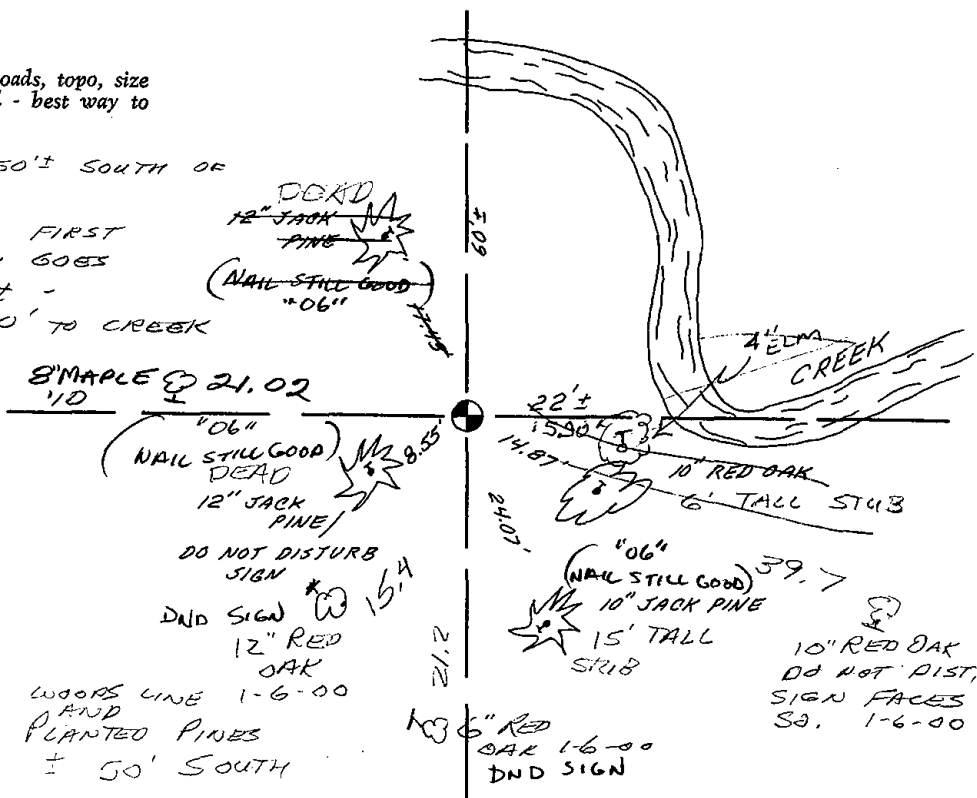 oads, topo, size
. - best way to
50'± SOUTH OF
FIRST
GOES
± -
0' TO CREEK
DEAD
12" JACK
PINE
(NAIL STILL GOOD)
"06"
17.45
60'±
4" ELM
CREEK
8" MAPLE 21.02
'10
22'±
15.90
14.87
10" RED OAK
6' TALL STUB
"06"
(NAIL STILL GOOD)
DEAD
12" JACK
PINE
8.55'
DO NOT DISTURB
SIGN
DND SIGN
12" RED
OAK
15.4
24.07'
"06"
(NAIL STILL GOOD)
10" JACK PINE
15' TALL
STUB
39.7
10" RED OAK
DO NOT DIST.
SIGN FACES
SO. 1-6-00
21.2
WOODS LINE 1-6-00
AND
PLANTED PINES
± 50' SOUTH
6" RED
OAK 1-6-00
DND SIGN